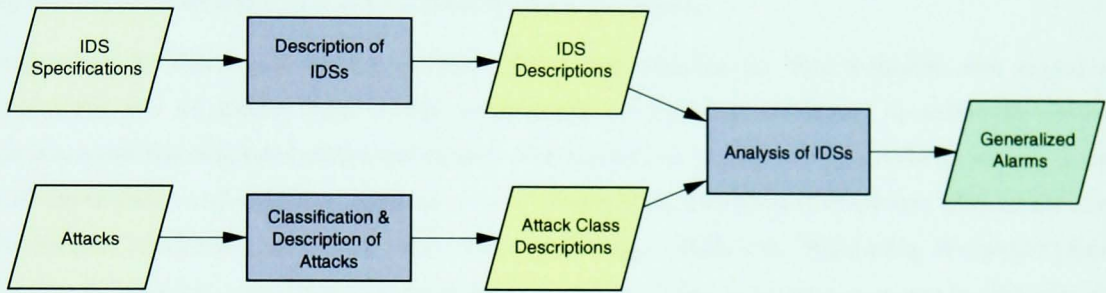 IDS
Specifications
Description of
IDSs
IDS
Descriptions
Analysis of IDSs
Generalized
Alarms
Attacks
Classification &
Description of
Attacks
Attack Class
Descriptions